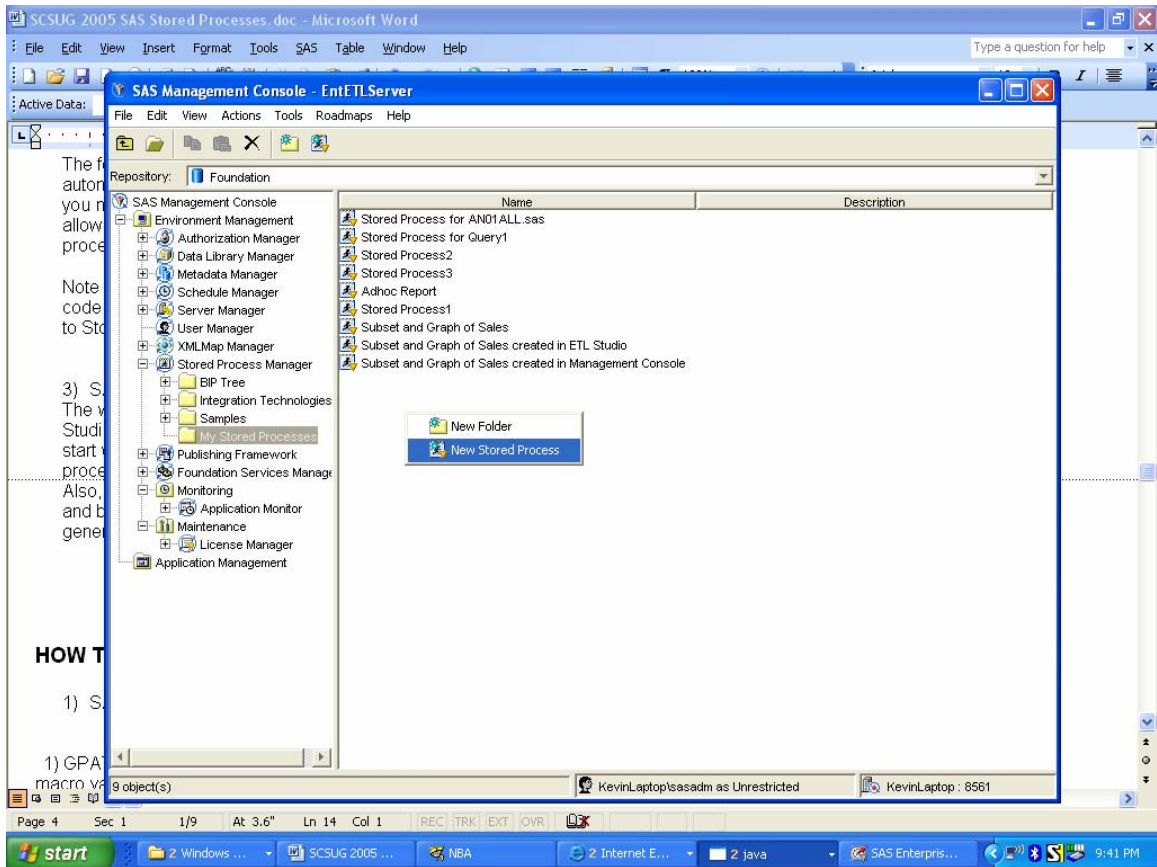 SCSUG 2005 SAS Stored Processes.doc - Microsoft Word
File Edit View Insert Format Tools SAS Table Window Help
Type a question for help
Active Data:
SAS Management Console - EntETLServer
File Edit View Actions Tools Roadmaps Help
Repository: Foundation
SAS Management Console
Environment Management
Authorization Manager
Data Library Manager
Metadata Manager
Schedule Manager
Server Manager
User Manager
XMLMap Manager
Stored Process Manager
BIP Tree
Integration Technologies
Samples
My Stored Processes
Publishing Framework
Foundation Services Manage
Monitoring
Application Monitor
Maintenance
License Manager
Application Management
Name Description
Stored Process for AN01ALL.sas
Stored Process for Query1
Stored Process2
Stored Process3
Adhoc Report
Stored Process1
Subset and Graph of Sales
Subset and Graph of Sales created in ETL Studio
Subset and Graph of Sales created in Management Console
New Folder
New Stored Process
9 object(s)
KevinLaptop\sasadm as Unrestricted
KevinLaptop : 8561
The f
autom
you n
allow
proce
Note
code
to Sto
3) S
The w
Studi
start
proce
Also,
and b
gener
HOW T
1) S
1) GPA
macro va
Page 4 Sec 1 1/9 At 3.6" Ln 14 Col 1 REC TRK EXT OVR
start
2 Windows ...
SCSUG 2005 ...
NBA
2 Internet E...
2 java
SAS Enterpris...
9:41 PM